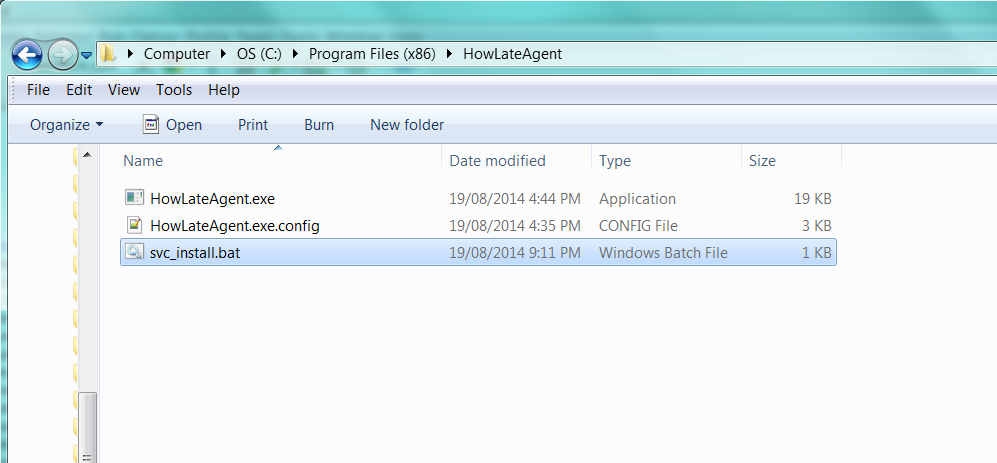 Computer OS (C:) Program Files (x86) HowLateAgent
File Edit View Tools Help
Organize Open Print Burn New folder
Name Date modified Type Size
HowLateAgent.exe 19/08/2014 4:44 PM Application 19 KB
HowLateAgent.exe.config 19/08/2014 4:35 PM CONFIG File 3 KB
svc_install.bat 19/08/2014 9:11 PM Windows Batch File 1 KB